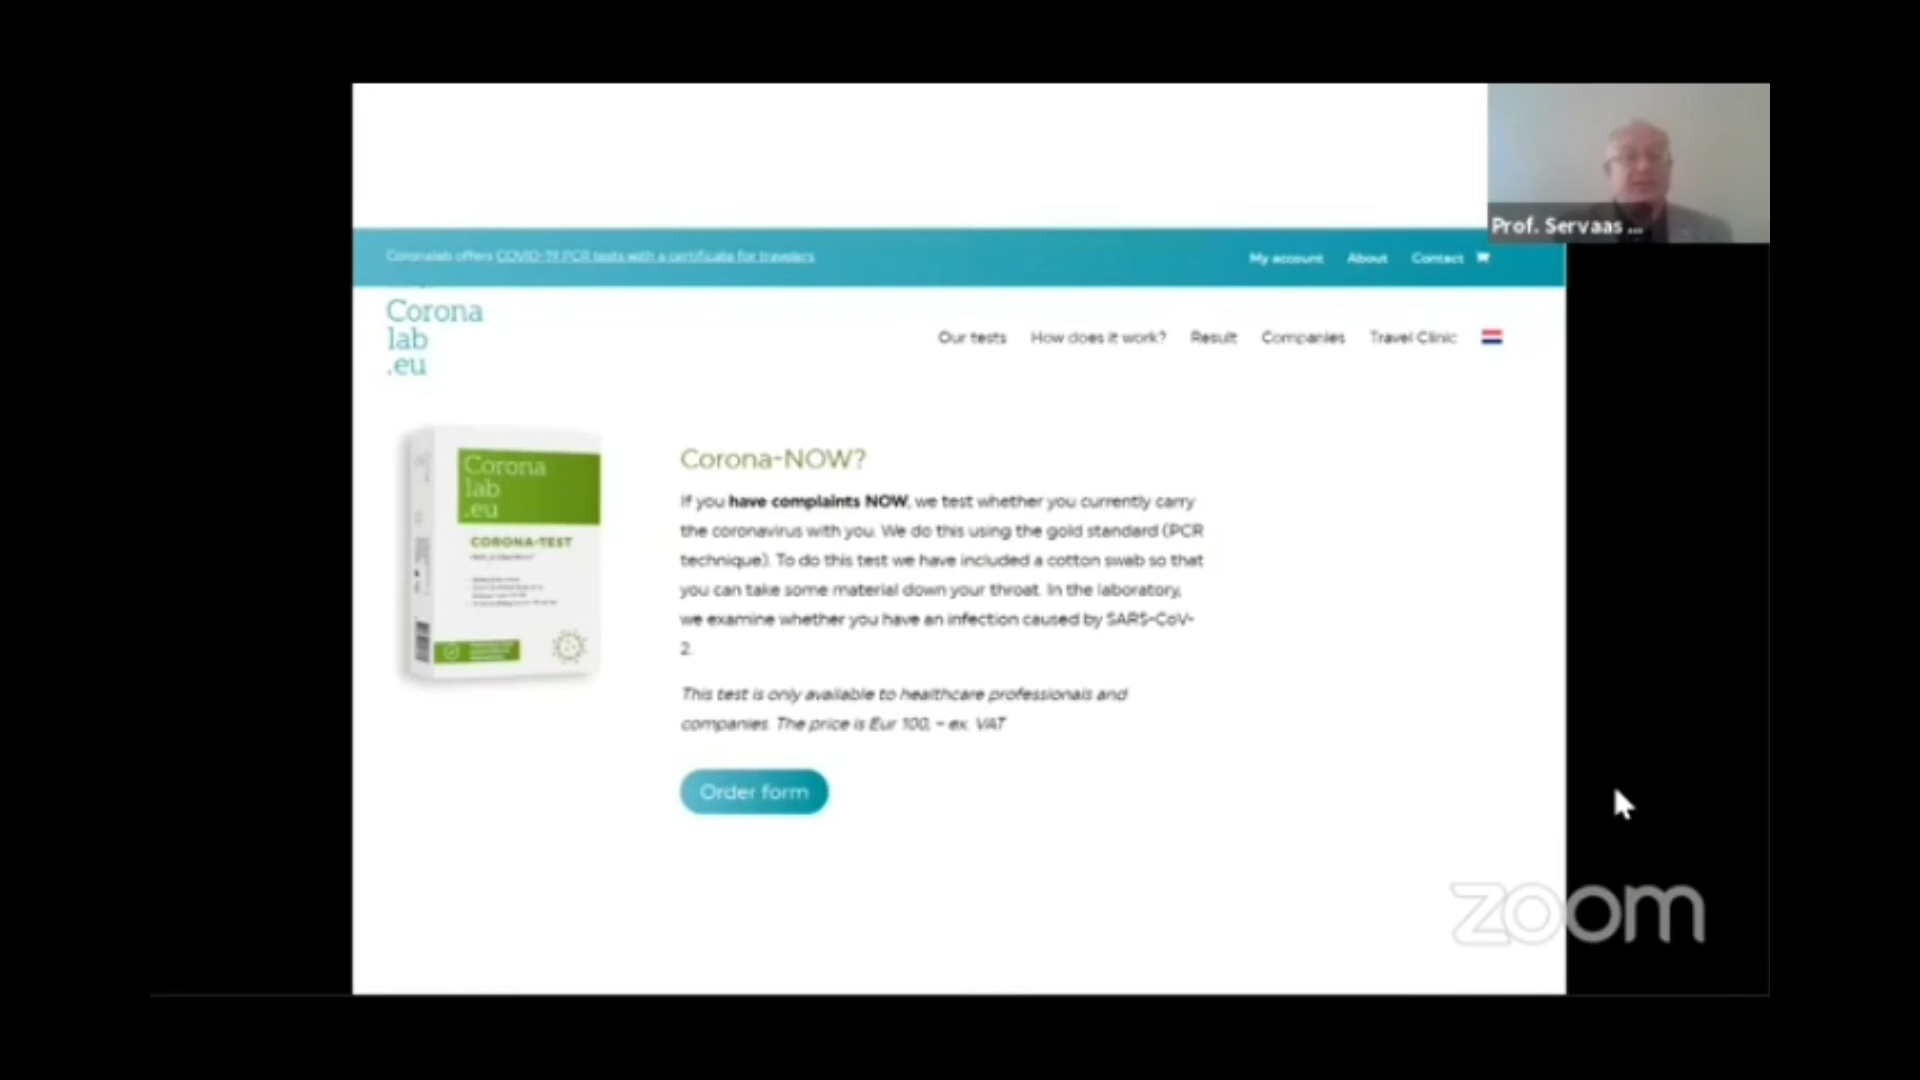 Prof. Servaas ...
Coronalab offers COVID-19 PCR tests with a certificate for travelers
My account About Contact
Corona
lab
.eu
Our tests How does it work? Result Companies Travel Clinic
Corona
lab
.eu
CORONA-TEST
Corona-NOW?
If you have complaints NOW, we test whether you currently carry
the coronavirus with you. We do this using the gold standard (PCR
technique). To do this test we have included a cotton swab so that
you can take some material down your throat. In the laboratory,
we examine whether you have an infection caused by SARS-CoV-
2.
This test is only available to healthcare professionals and
companies. The price is Eur 100, - ex. VAT
Order form
zoom